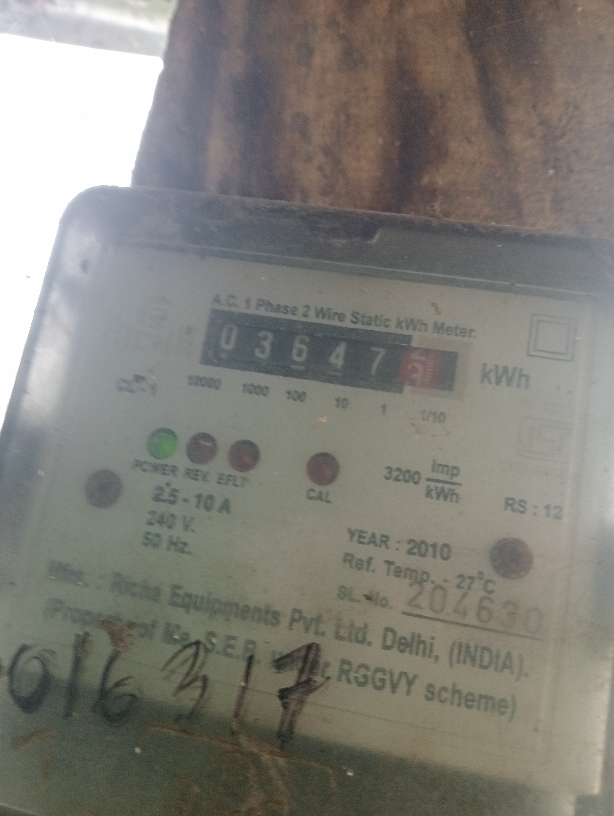 A.C. 1 Phase 2 Wire Static kWh Meter.
0 3 6 4 7 kWh
10000 1000 100 10 1 1/10
POWER REV. EFLT CAL
3200 imp/kWh
RS : 12
2.5 - 10 A
240 V.
50 Hz.
YEAR : 2010
Ref. Temp. - 27°C
SL. No. 204630
Equipments Pvt. Ltd. Delhi, (INDIA).
of S.E.B. RGGVY scheme)
016317